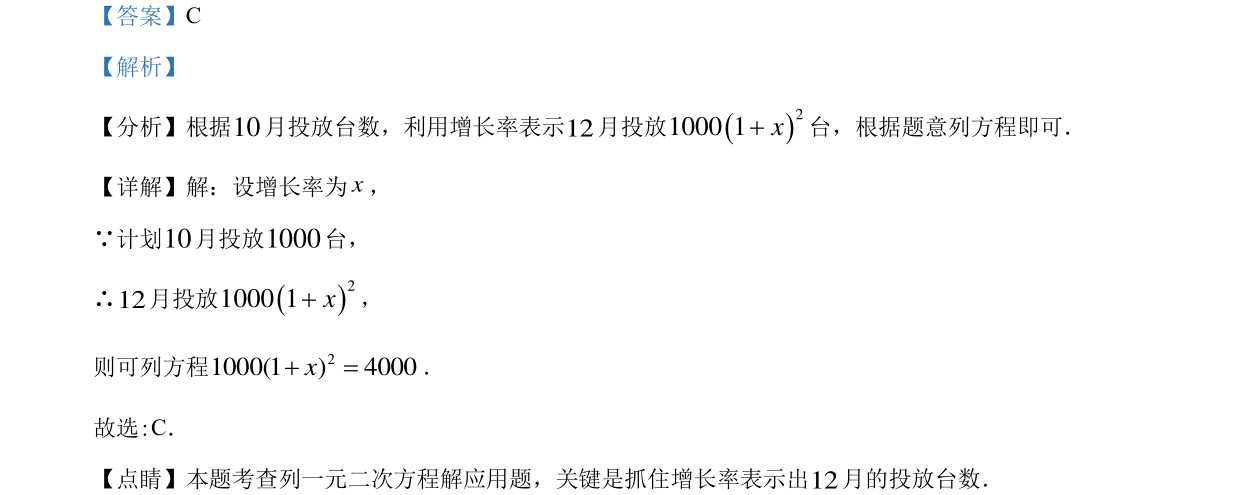 【答案】C
【解析】
【分析】根据10月投放台数，利用增长率表示12月投放1000(1+x)²台，根据题意列方程即可．
【详解】解：设增长率为x，
∵计划10月投放1000台，
∴12月投放1000(1+x)²，
则可列方程1000(1+x)²=4000．
故选:C．
【点睛】本题考查列一元二次方程解应用题，关键是抓住增长率表示出12月的投放台数．